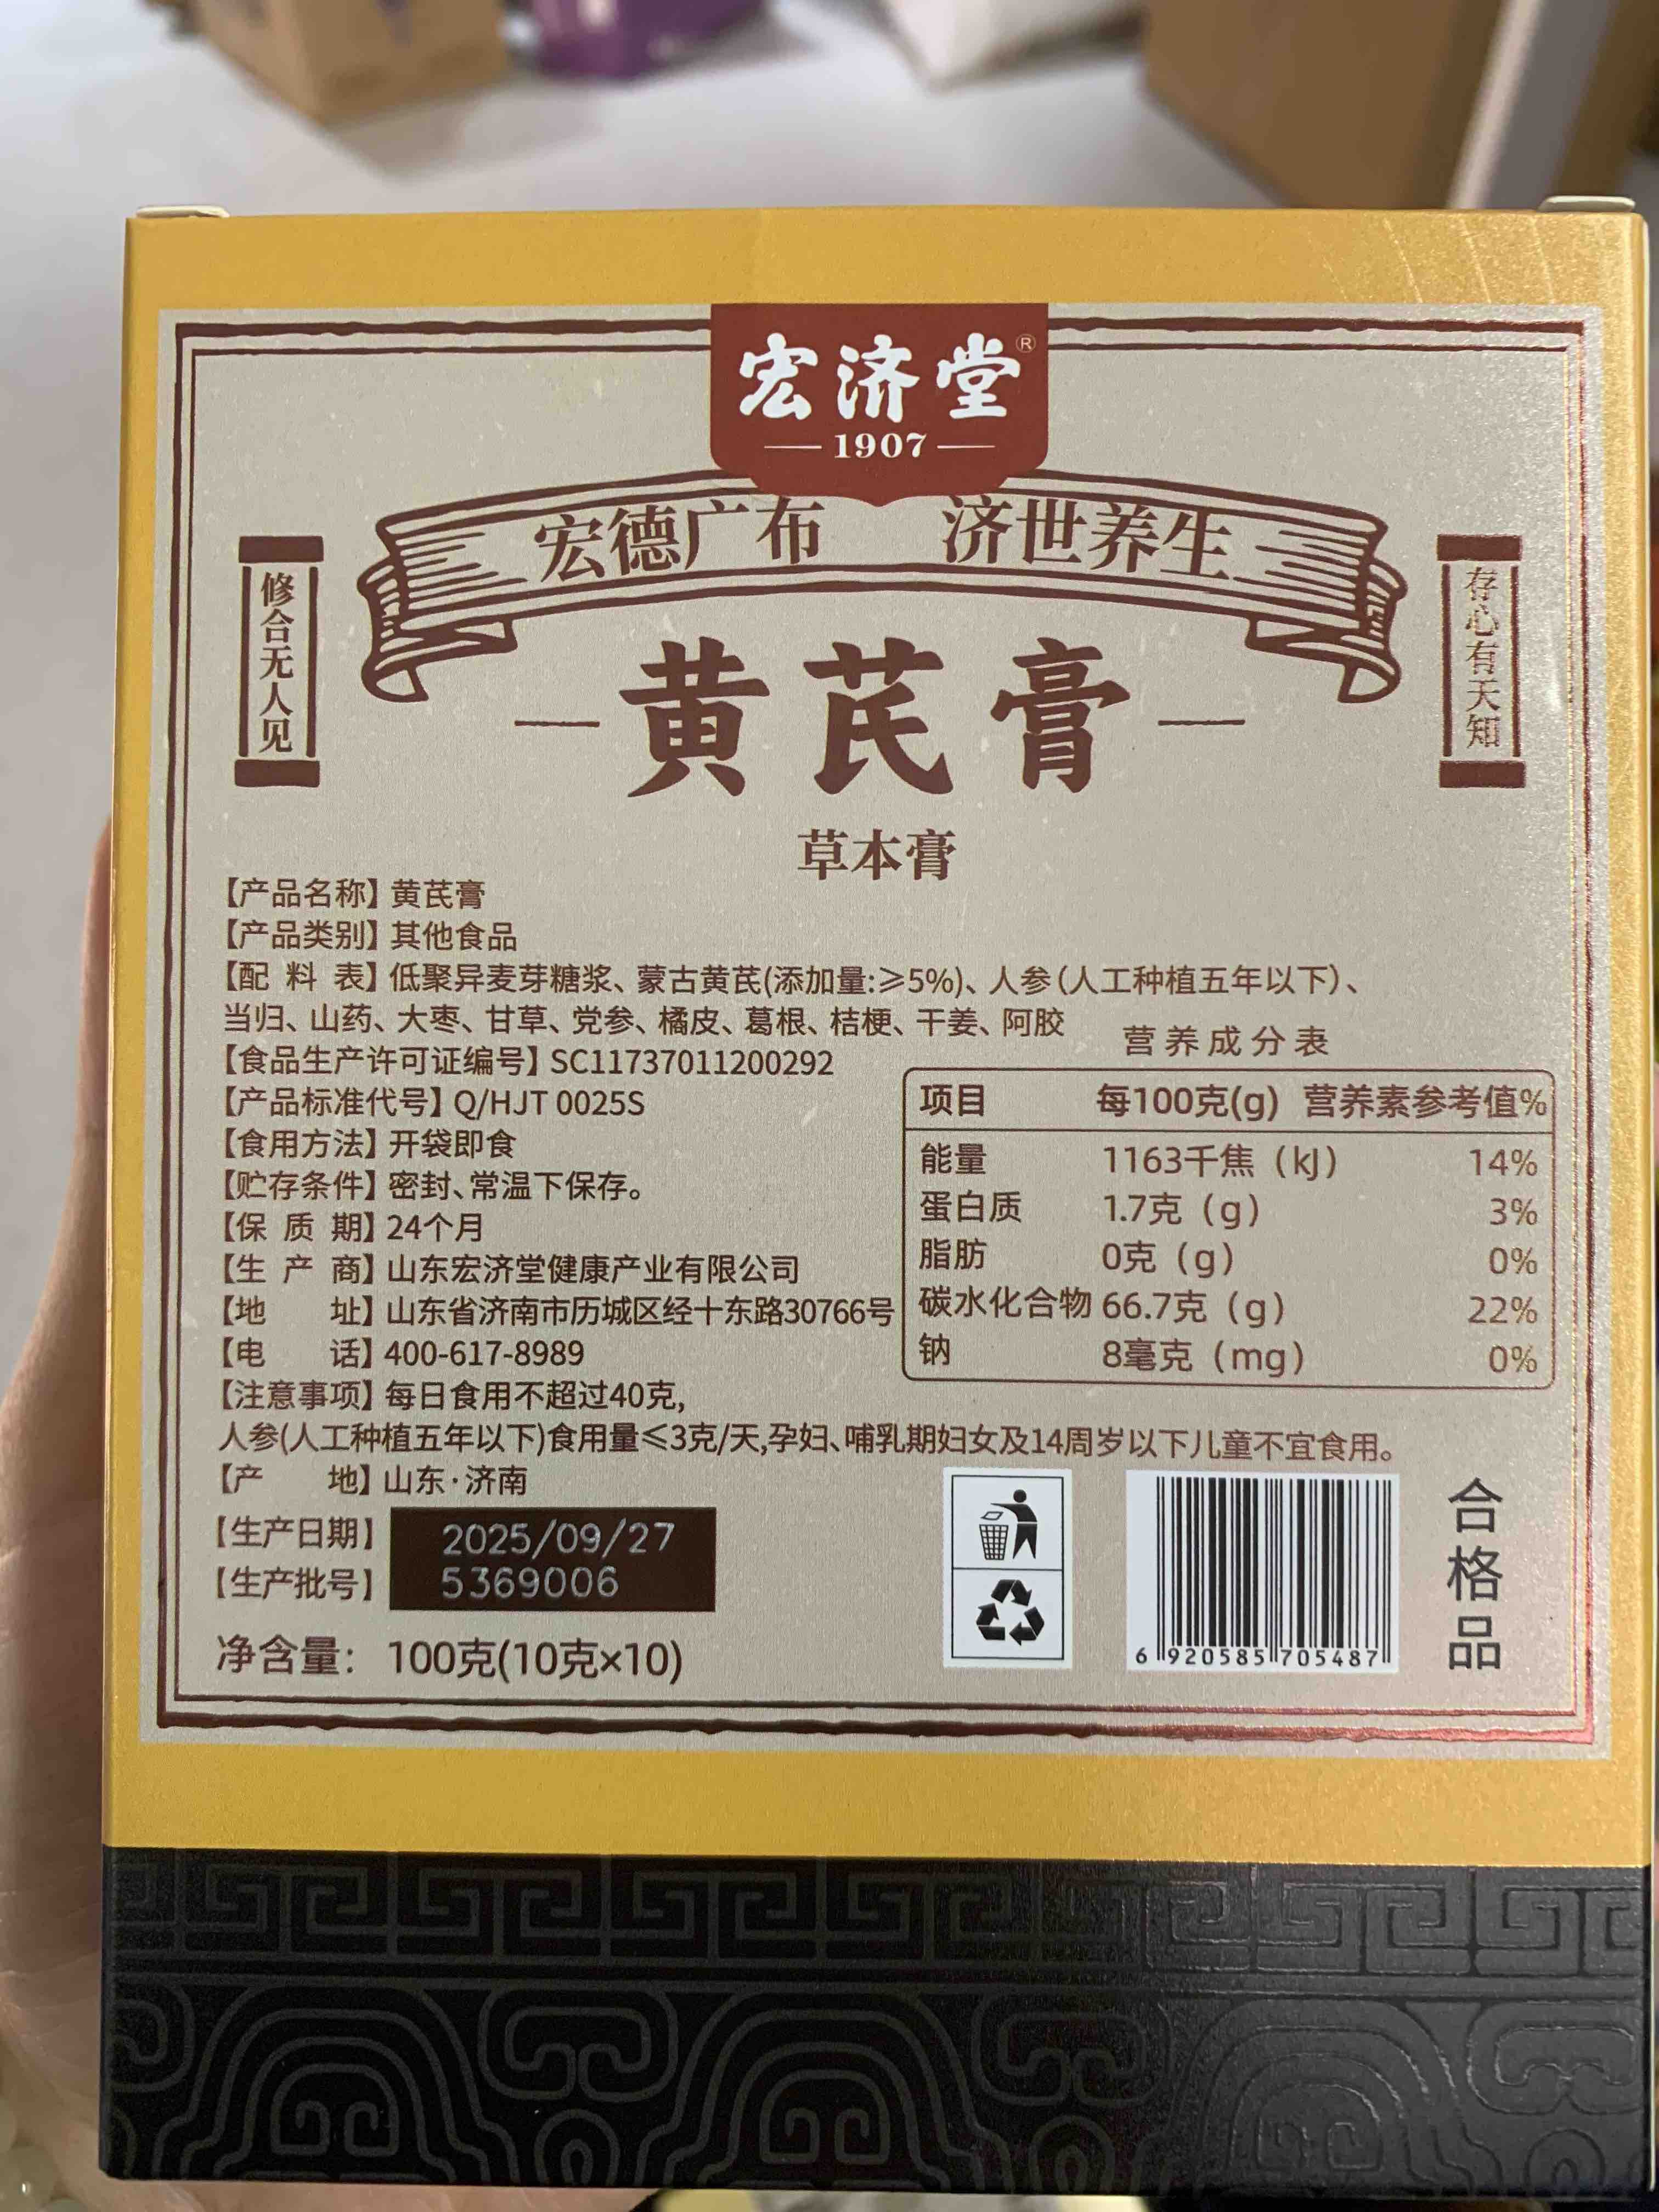 宏济堂®
1907
宏德广布 济世养生
修合无人见
存心有天知
黄芪膏
草本膏
【产品名称】黄芪膏
【产品类别】其他食品
【配 料 表】低聚异麦芽糖浆、蒙古黄芪(添加量:≥5%)、人参(人工种植五年以下)、
当归、山药、大枣、甘草、党参、橘皮、葛根、桔梗、干姜、阿胶
【食品生产许可证编号】SC11737011200292
【产品标准代号】Q/HJT 0025S
【食用方法】开袋即食
【贮存条件】密封、常温下保存。
【保 质 期】24个月
【生 产 商】山东宏济堂健康产业有限公司
【地 址】山东省济南市历城区经十东路30766号
【电 话】400-617-8989
【注意事项】每日食用不超过40克,
人参(人工种植五年以下)食用量≤3克/天,孕妇、哺乳期妇女及14周岁以下儿童不宜食用。
【产 地】山东·济南
【生产日期】2025/09/27
【生产批号】5369006
净含量：100克(10克×10)
营养成分表
项目 每100克(g) 营养素参考值%
能量 1163千焦（kJ） 14%
蛋白质 1.7克（g） 3%
脂肪 0克（g） 0%
碳水化合物 66.7克（g） 22%
钠 8毫克（mg） 0%
6 920585 705487
合格品